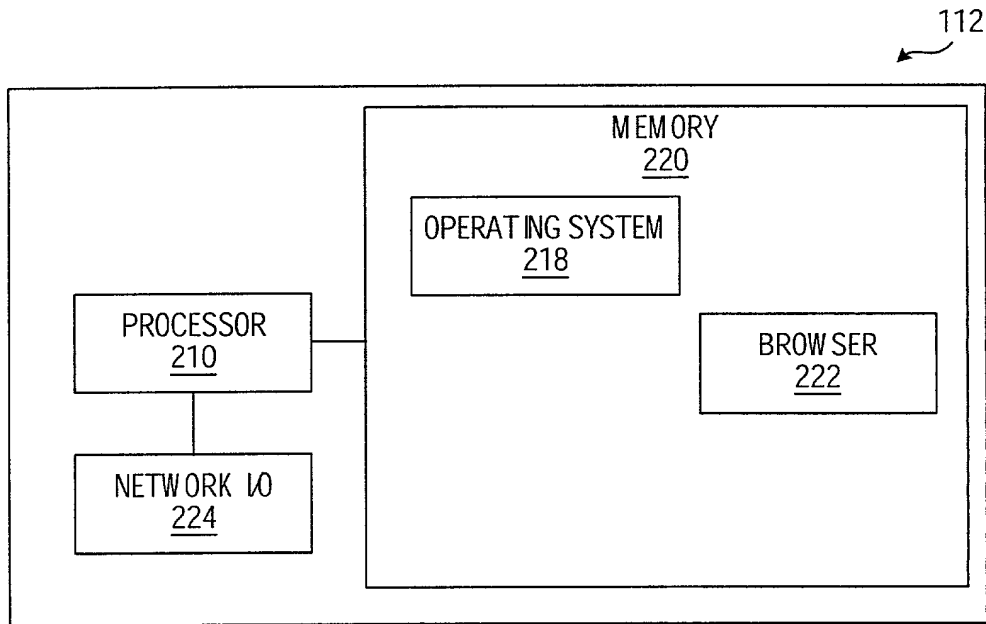 112
MEMORY
220
OPERATING SYSTEM
218
PROCESSOR
210
BROWSER
222
NETWORK I/O
224